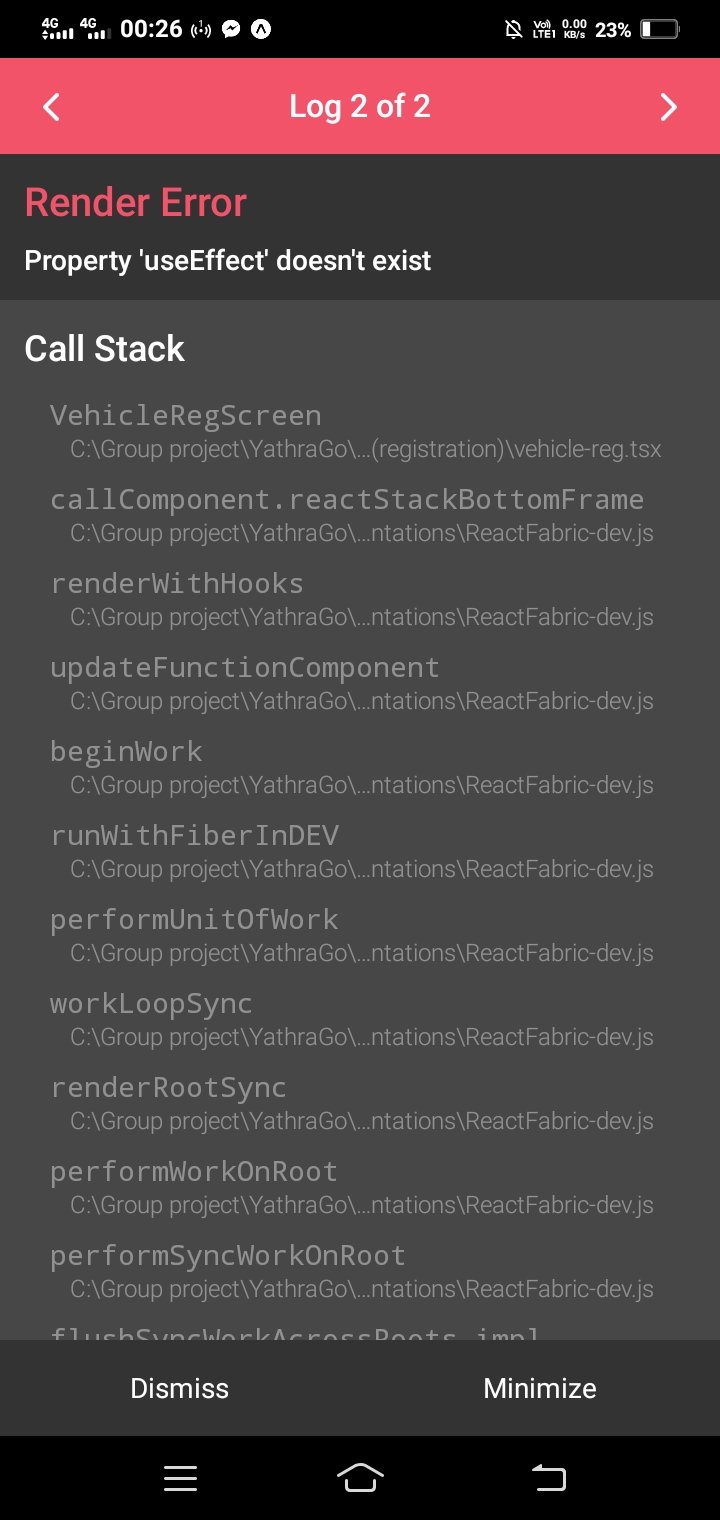 4G 4G 00:26 Vo) LTE1 0.00 KB/s 23%
Log 2 of 2
Render Error
Property 'useEffect' doesn't exist
Call Stack
VehicleRegScreen
C:\Group project\YathraGo\...(registration)\vehicle-reg.tsx
callComponent.reactStackBottomFrame
C:\Group project\YathraGo\...ntations\ReactFabric-dev.js
renderWithHooks
C:\Group project\YathraGo\...ntations\ReactFabric-dev.js
updateFunctionComponent
C:\Group project\YathraGo\...ntations\ReactFabric-dev.js
beginWork
C:\Group project\YathraGo\...ntations\ReactFabric-dev.js
runWithFiberInDEV
C:\Group project\YathraGo\...ntations\ReactFabric-dev.js
performUnitOfWork
C:\Group project\YathraGo\...ntations\ReactFabric-dev.js
workLoopSync
C:\Group project\YathraGo\...ntations\ReactFabric-dev.js
renderRootSync
C:\Group project\YathraGo\...ntations\ReactFabric-dev.js
performWorkOnRoot
C:\Group project\YathraGo\...ntations\ReactFabric-dev.js
performSyncWorkOnRoot
C:\Group project\YathraGo\...ntations\ReactFabric-dev.js
flushSyncWorkAcrossRoots_impl
Dismiss Minimize